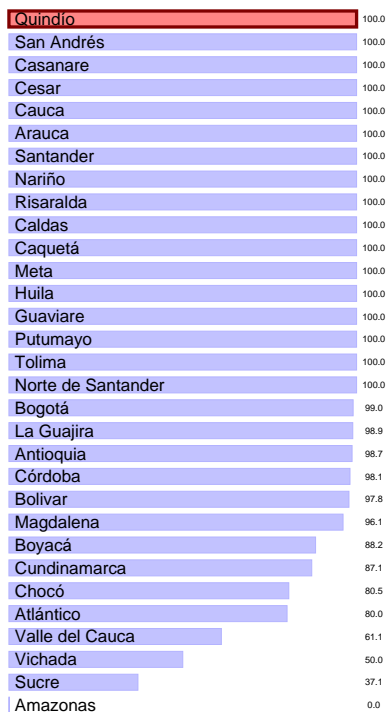 Quindío 100.0
San Andrés 100.0
Casanare 100.0
Cesar 100.0
Cauca 100.0
Arauca 100.0
Santander 100.0
Nariño 100.0
Risaralda 100.0
Caldas 100.0
Caquetá 100.0
Meta 100.0
Huila 100.0
Guaviare 100.0
Putumayo 100.0
Tolima 100.0
Norte de Santander 100.0
Bogotá 99.0
La Guajira 98.9
Antioquia 98.7
Córdoba 98.1
Bolivar 97.8
Magdalena 96.1
Boyacá 88.2
Cundinamarca 87.1
Chocó 80.5
Atlántico 80.0
Valle del Cauca 61.1
Vichada 50.0
Sucre 37.1
Amazonas 0.0